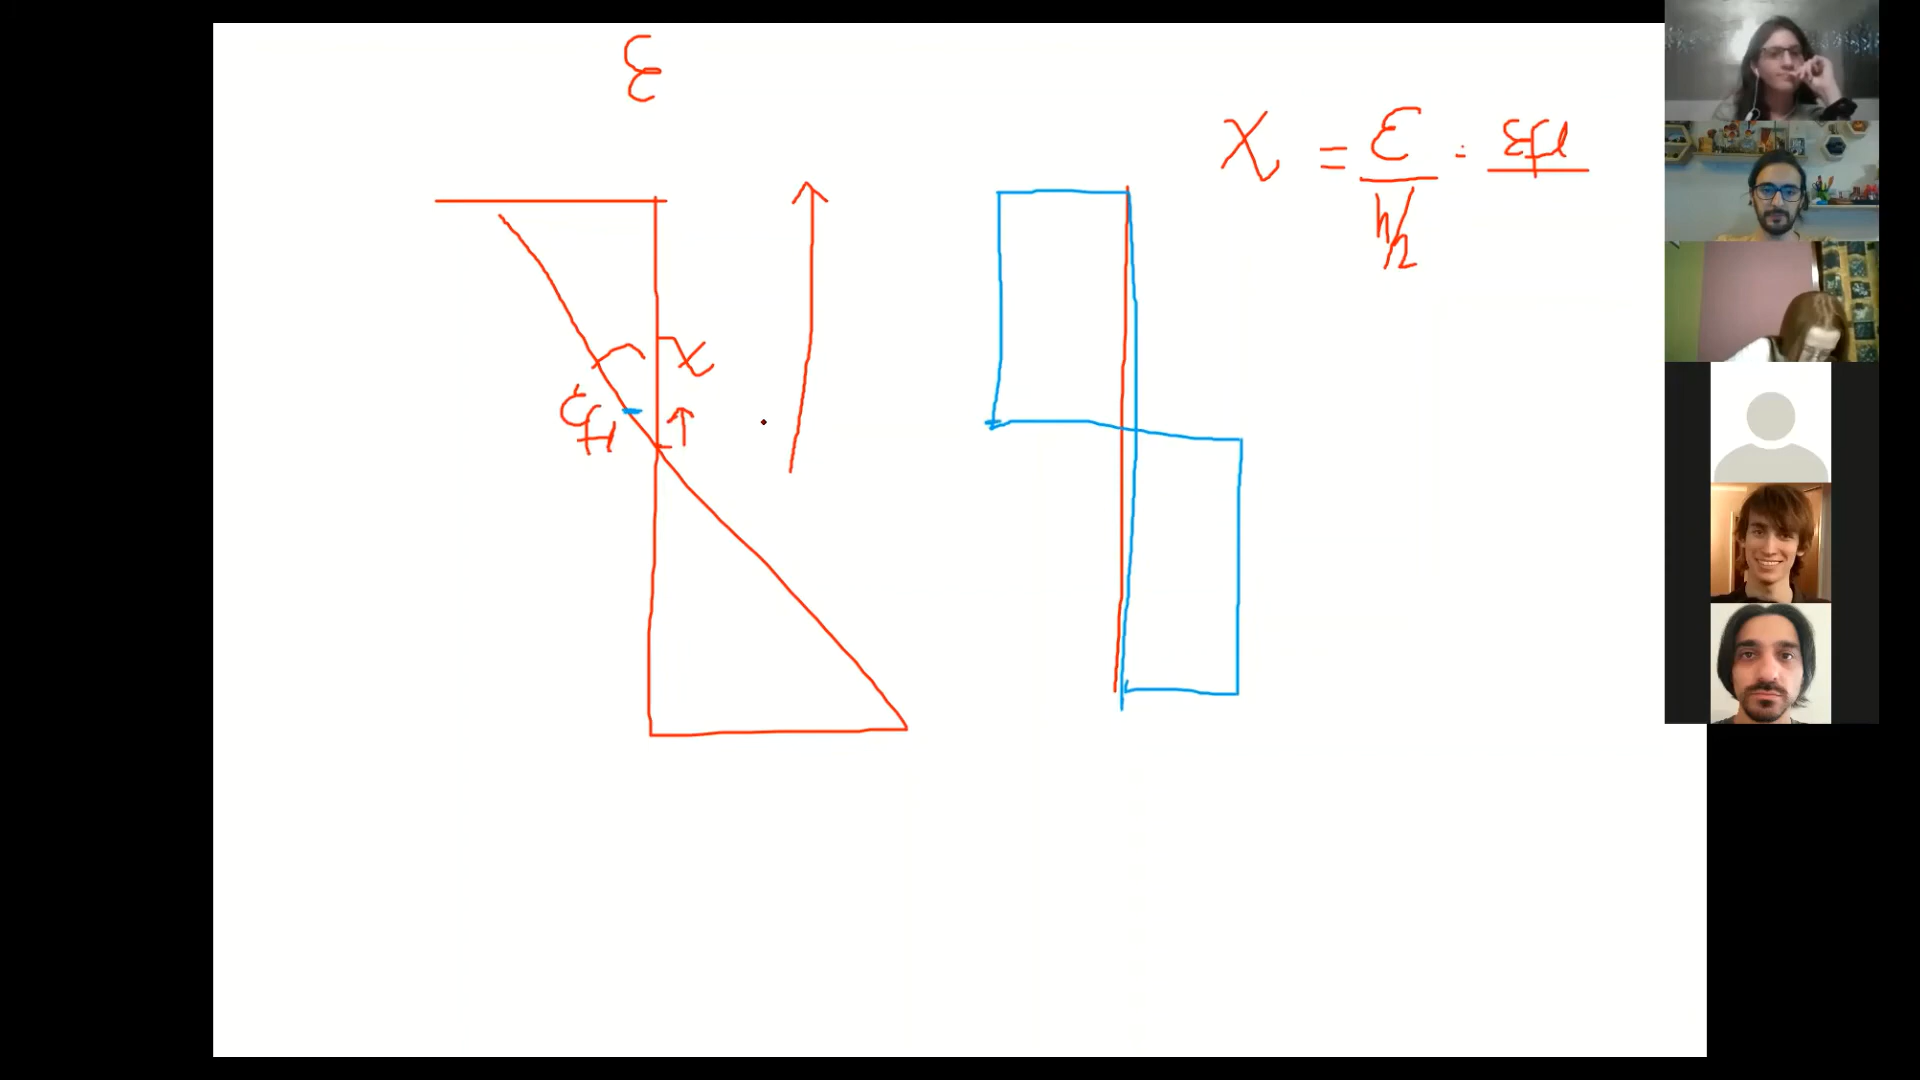 ε
χ = ε / h/2 = εfl
χ
εfl